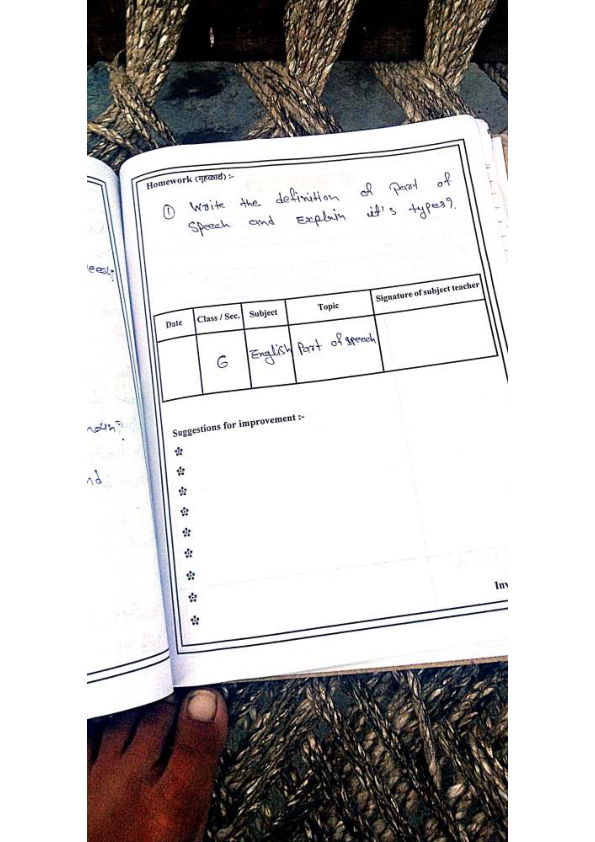 Homework (गृहकार्य) :-
① Write the definition of Part of
Speech and Explain it's types?
Date Class / Sec. Subject Topic Signature of subject teacher
6 English Part of speech
Suggestions for improvement :-
Inv